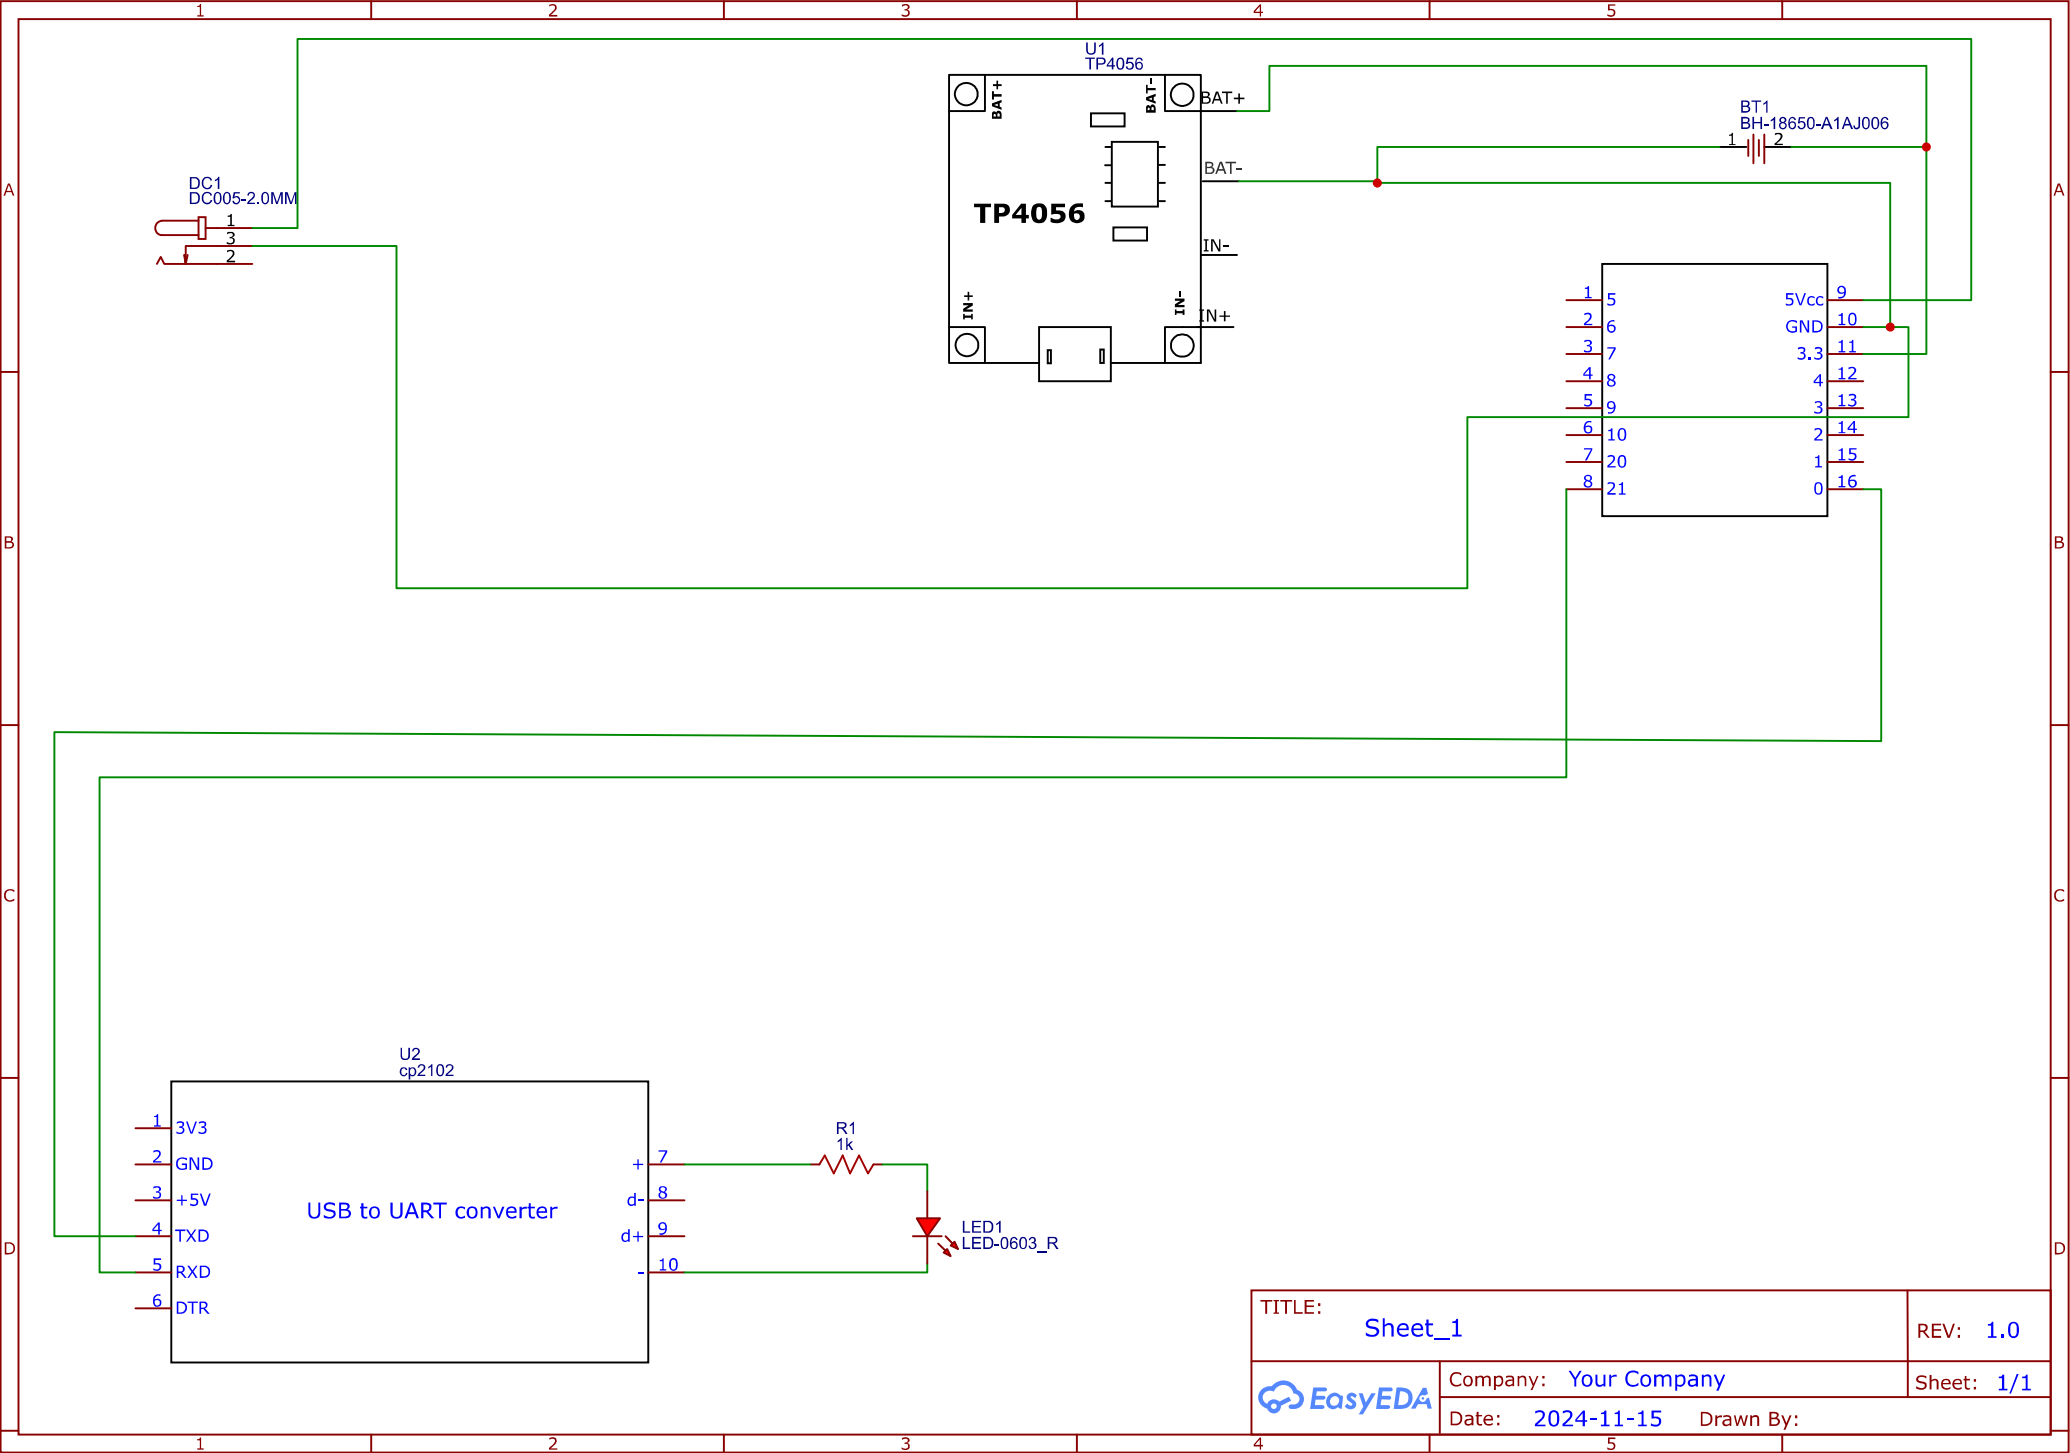 1 2 3 4 5
U1
TP4056
BAT+
BAT-
BAT+
BT1
BH-18650-A1AJ006
1 2
BAT-
A
A
DC1
DC005-2.0MM
1
3
2
TP4056
IN-
IN+
IN-
IN+
1 5 5Vcc 9
2 6 GND 10
3 7 3.3 11
4 8 4 12
5 9 3 13
6 10 2 14
7 20 1 15
8 21 0 16
B
B
C
C
U2
cp2102
1 3V3
2 GND
3 +5V
4 TXD
5 RXD
6 DTR
USB to UART converter
+ 7
d- 8
d+ 9
- 10
R1
1k
LED1
LED-0603_R
D
D
TITLE:
Sheet_1
REV: 1.0
EasyEDA
Company: Your Company
Sheet: 1/1
Date: 2024-11-15 Drawn By:
1 2 3 4 5